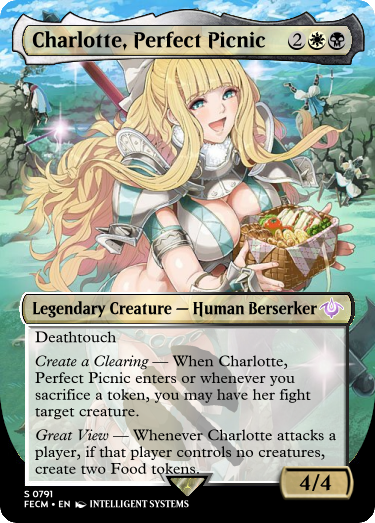 Charlotte, Perfect Picnic 2
Legendary Creature — Human Berserker
Deathtouch
Create a Clearing — When Charlotte,
Perfect Picnic enters or whenever you
sacrifice a token, you may have her fight
target creature.
Great View — Whenever Charlotte attacks a
player, if that player controls no creatures,
create two Food tokens.
4/4
S 0791
FECM • EN INTELLIGENT SYSTEMS